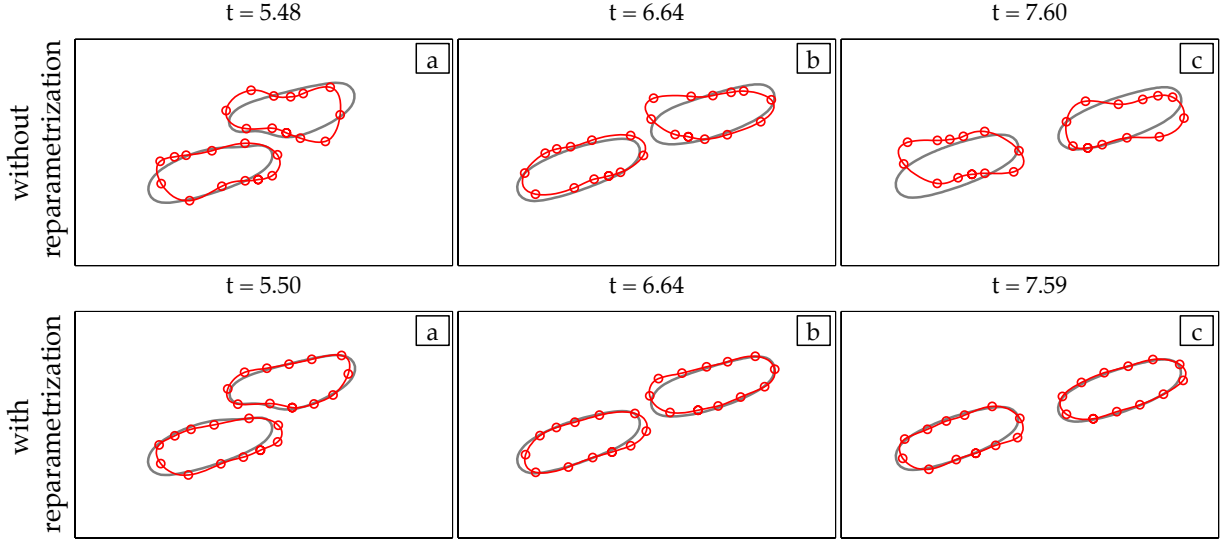 t = 5.48
t = 6.64
t = 7.60
without
reparametrization
a
b
c
t = 5.50
t = 6.64
t = 7.59
with
reparametrization
a
b
c